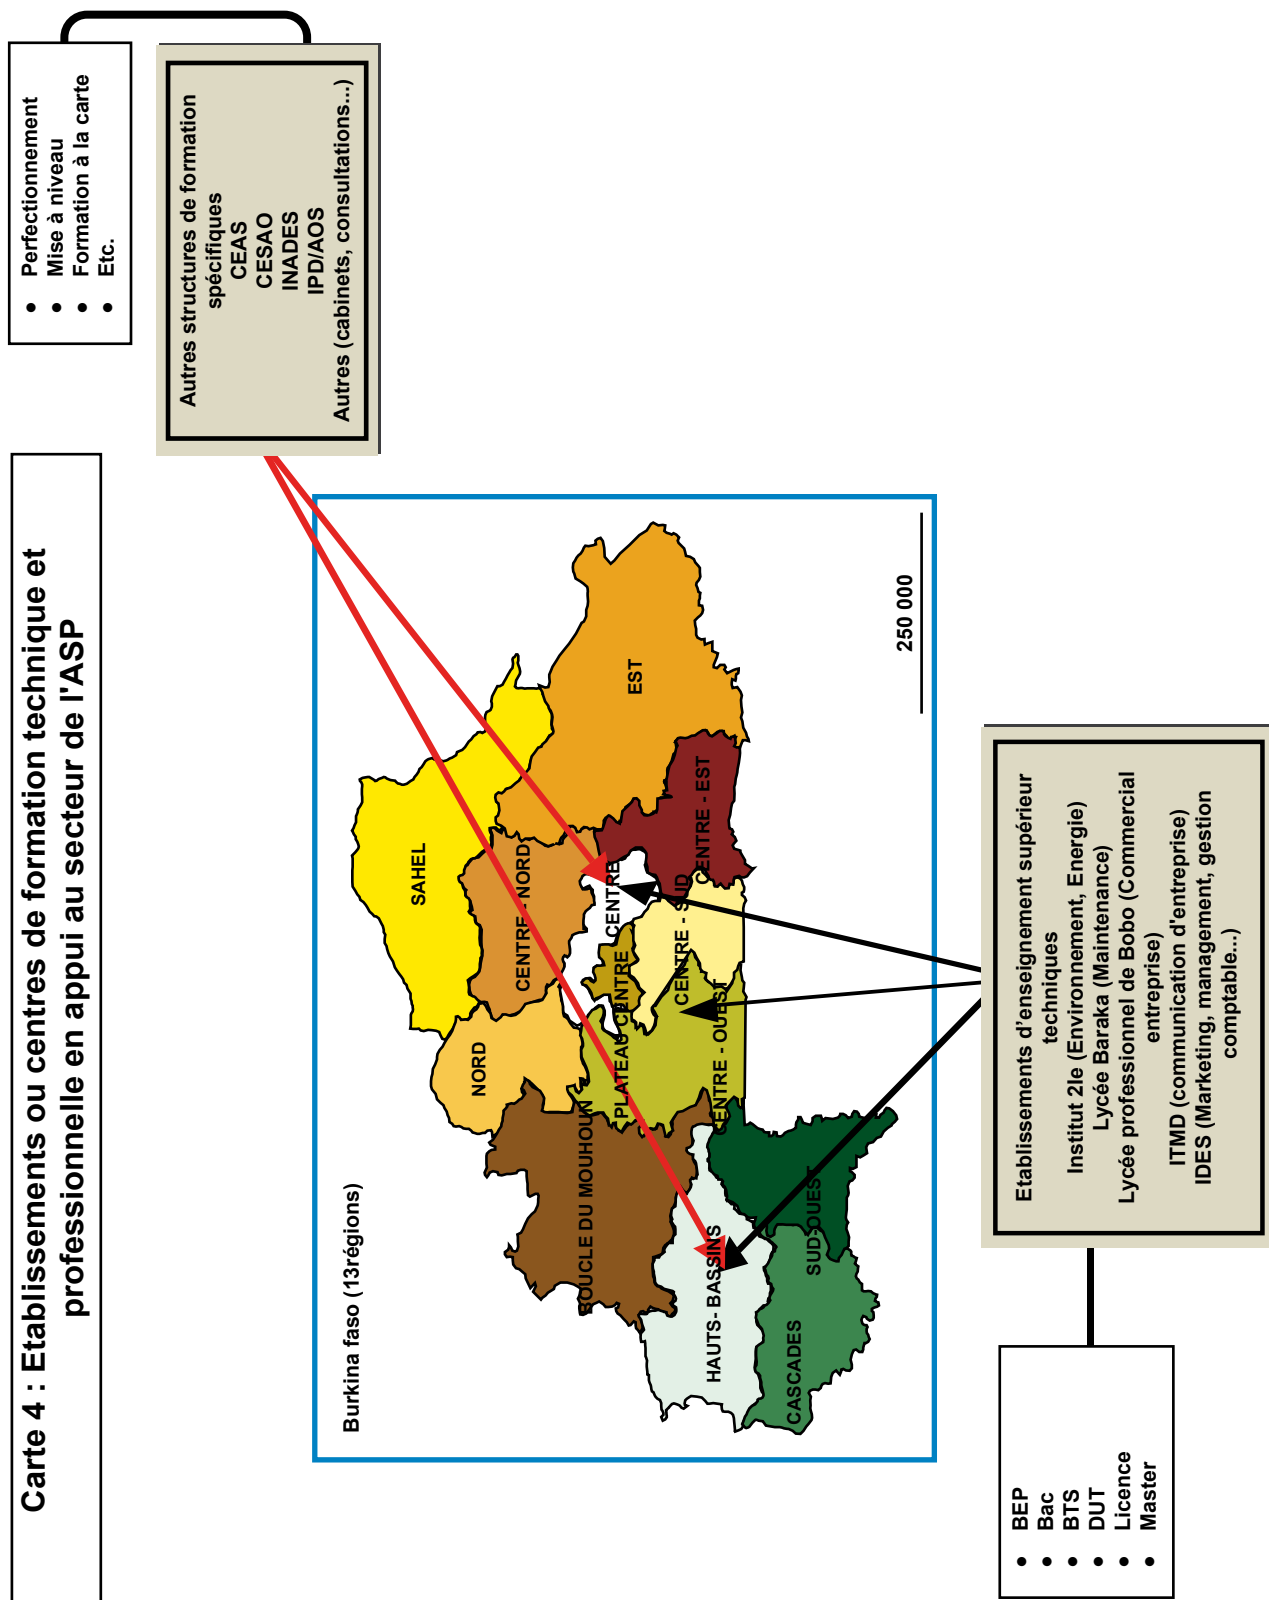 Carte 4 : Etablissements ou centres de formation technique et
professionnelle en appui au secteur de l'ASP
• Perfectionnement
• Mise à niveau
• Formation à la carte
• Etc.
Autres structures de formation
spécifiques
CEAS
CESAO
INADES
IPD/AOS
Autres (cabinets, consultations...)
Burkina faso (13régions)
SAHEL
NORD
CENTRE - NORD
EST
BOUCLE DU MOUHOUN
PLATEAU CENTRE
CENTRE
CENTRE - SUD
CENTRE - EST
CENTRE - OUEST
HAUTS- BASSINS
SUD-OUEST
CASCADES
250 000
Etablissements d'enseignement supérieur
techniques
Institut 2Ie (Environnement, Energie)
Lycée Baraka (Maintenance)
Lycée professionnel de Bobo (Commercial
entreprise)
ITMD (communication d'entreprise)
IDES (Marketing, management, gestion
comptable...)
• BEP
• Bac
• BTS
• DUT
• Licence
• Master